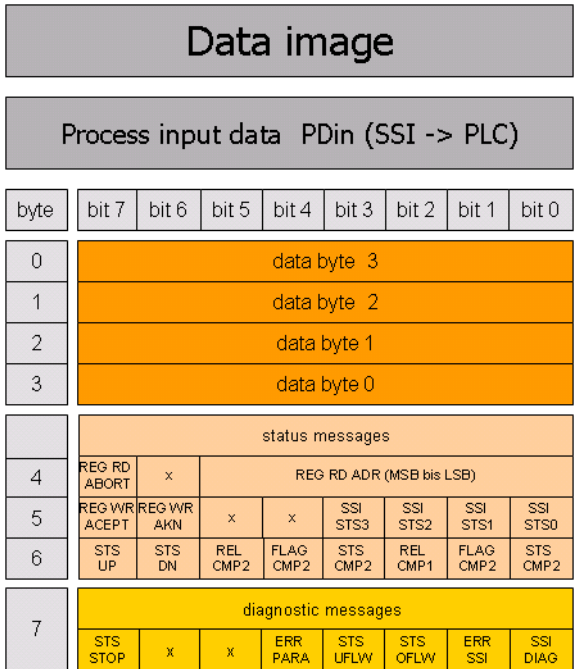 Data image
Process input data PDin (SSI -> PLC)
byte bit 7 bit 6 bit 5 bit 4 bit 3 bit 2 bit 1 bit 0
0 data byte 3
1 data byte 2
2 data byte 1
3 data byte 0
status messages
4 REG RD ABORT x REG RD ADR (MSB bis LSB)
5 REG WR ACEPT REG WR AKN x x SSI STS3 SSI STS2 SSI STS1 SSI STS0
6 STS UP STS DN REL CMP2 FLAG CMP2 STS CMP2 REL CMP1 FLAG CMP2 STS CMP2
7 diagnostic messages
STS STOP x x ERR PARA STS UFLW STS OFLW ERR SSI SSI DIAG